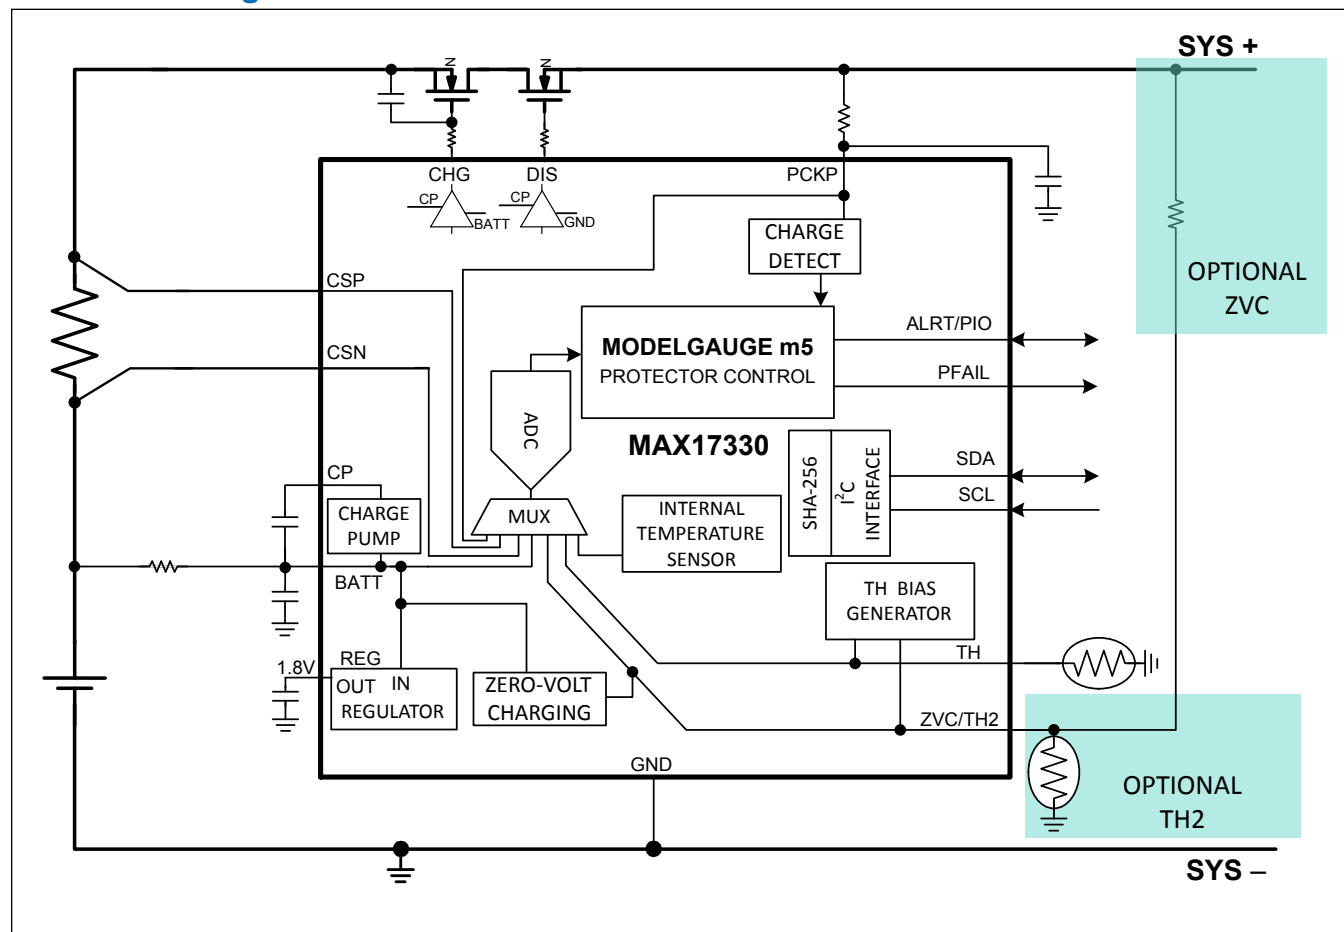 SYS +
N
N
CHG
DIS
PCKP
CP
BATT
CP
GND
CHARGE
DETECT
OPTIONAL
ZVC
CSP
CSN
MODELGAUGE m5
PROTECTOR CONTROL
ALRT/PIO
PFAIL
ADC
MAX17330
SHA-256
I²C
INTERFACE
SDA
SCL
CP
CHARGE
PUMP
MUX
INTERNAL
TEMPERATURE
SENSOR
BATT
TH BIAS
GENERATOR
1.8V
REG
OUT
IN
REGULATOR
ZERO-VOLT
CHARGING
TH
ZVC/TH2
GND
OPTIONAL
TH2
SYS –